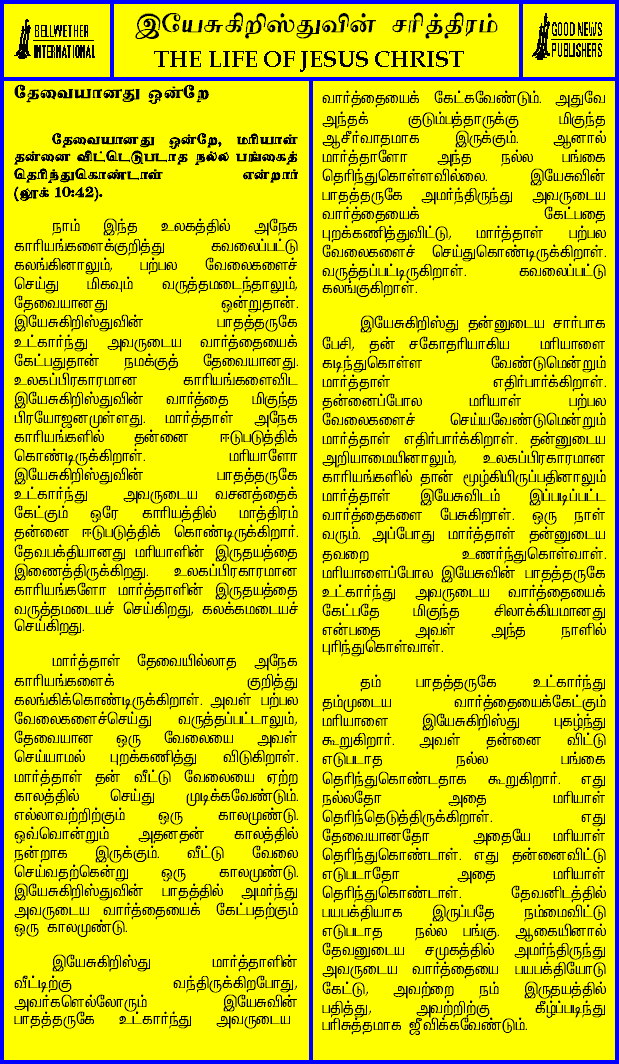 BELLWETHER
INTERNATIONAL
இயேசுகிறிஸ்துவின் சரித்திரம்
THE LIFE OF JESUS CHRIST
GOOD NEWS
PUBLISHERS
தேவையானது ஒன்றே
தேவையானது ஒன்றே, மரியாள்
தன்னை விட்டெடுபடாத நல்ல பங்கைத்
தெரிந்துகொண்டாள் என்றார்
(லூக் 10:42).
நாம் இந்த உலகத்தில் அநேக
காரியங்களைக்குறித்து கவலைப்பட்டு
கலங்கினாலும், பற்பல வேலைகளைச்
செய்து மிகவும் வருத்தமடைந்தாலும்,
தேவையானது ஒன்றுதான்.
இயேசுகிறிஸ்துவின் பாதத்தருகே
உட்கார்ந்து அவருடைய வார்த்தையைக்
கேட்பதுதான் நமக்குத் தேவையானது.
உலகப்பிரகாரமான காரியங்களைவிட
இயேசுகிறிஸ்துவின் வார்த்தை மிகுந்த
பிரயோஜனமுள்ளது. மார்த்தாள் அநேக
காரியங்களில் தன்னை ஈடுபடுத்திக்
கொண்டிருக்கிறாள். மரியாளோ
இயேசுகிறிஸ்துவின் பாதத்தருகே
உட்கார்ந்து அவருடைய வசனத்தைக்
கேட்கும் ஒரே காரியத்தில் மாத்திரம்
தன்னை ஈடுபடுத்திக் கொண்டிருக்கிறார்.
தேவபக்தியானது மரியாளின் இருதயத்தை
இணைத்திருக்கிறது. உலகப்பிரகாரமான
காரியங்களோ மார்த்தாளின் இருதயத்தை
வருத்தமடையச் செய்கிறது, கலக்கமடையச்
செய்கிறது.
மார்த்தாள் தேவையில்லாத அநேக
காரியங்களைக் குறித்து
கலங்கிக்கொண்டிருக்கிறாள். அவள் பற்பல
வேலைகளைச்செய்து வருத்தப்பட்டாலும்,
தேவையான ஒரு வேலையை அவள்
செய்யாமல் புறக்கணித்து விடுகிறாள்.
மார்த்தாள் தன் வீட்டு வேலையை ஏற்ற
காலத்தில் செய்து முடிக்கவேண்டும்.
எல்லாவற்றிற்கும் ஒரு காலமுண்டு.
ஒவ்வொன்றும் அதனதன் காலத்தில்
நன்றாக இருக்கும். வீட்டு வேலை
செய்வதற்கென்று ஒரு காலமுண்டு.
இயேசுகிறிஸ்துவின் பாதத்தில் அமர்ந்து
அவருடைய வார்த்தையைக் கேட்பதற்கும்
ஒரு காலமுண்டு.
இயேசுகிறிஸ்து மார்த்தாளின்
வீட்டிற்கு வந்திருக்கிறபோது,
அவர்களெல்லோரும் இயேசுவின்
பாதத்தருகே உட்கார்ந்து அவருடைய
வார்த்தையைக் கேட்கவேண்டும். அதுவே
அந்தக் குடும்பத்தாருக்கு மிகுந்த
ஆசீர்வாதமாக இருக்கும். ஆனால்
மார்த்தாளோ அந்த நல்ல பங்கை
தெரிந்துகொள்ளவில்லை. இயேசுவின்
பாதத்தருகே அமர்ந்திருந்து அவருடைய
வார்த்தையைக் கேட்பதை
புறக்கணித்துவிட்டு, மார்த்தாள் பற்பல
வேலைகளைச் செய்துகொண்டிருக்கிறாள்.
வருத்தப்பட்டிருகிறாள். கவலைப்பட்டு
கலங்குகிறாள்.
இயேசுகிறிஸ்து தன்னுடைய சார்பாக
பேசி, தன் சகோதரியாகிய மரியாளை
கடிந்துகொள்ள வேண்டுமென்றும்
மார்த்தாள் எதிர்பார்க்கிறாள்.
தன்னைப்போல மரியாள் பற்பல
வேலைகளைச் செய்யவேண்டுமென்றும்
மார்த்தாள் எதிர்பார்க்கிறாள். தன்னுடைய
அறியாமையினாலும், உலகப்பிரகாரமான
காரியங்களில் தான் மூழ்கியிருப்பதினாலும்
மார்த்தாள் இயேசுவிடம் இப்படிப்பட்ட
வார்த்தைகளை பேசுகிறாள். ஒரு நாள்
வரும். அப்போது மார்த்தாள் தன்னுடைய
தவறை உணர்ந்துகொள்வாள்.
மரியாளைப்போல இயேசுவின் பாதத்தருகே
உட்கார்ந்து அவருடைய வார்த்தையைக்
கேட்பதே மிகுந்த சிலாக்கியமானது
என்பதை அவள் அந்த நாளில்
புரிந்துகொள்வாள்.
தம் பாதத்தருகே உட்கார்ந்து
தம்முடைய வார்த்தையைக்கேட்கும்
மரியாளை இயேசுகிறிஸ்து புகழ்ந்து
கூறுகிறார். அவள் தன்னை விட்டு
எடுபடாத நல்ல பங்கை
தெரிந்துகொண்டதாக கூறுகிறார். எது
நல்லதோ அதை மரியாள்
தெரிந்தெடுத்திருக்கிறாள். எது
தேவையானதோ அதையே மரியாள்
தெரிந்துகொண்டாள். எது தன்னைவிட்டு
எடுபடாதோ அதை மரியாள்
தெரிந்துகொண்டாள். தேவனிடத்தில்
பயபக்தியாக இருப்பதே நம்மைவிட்டு
எடுபடாத நல்ல பங்கு. ஆகையினால்
தேவனுடைய சமுகத்தில் அமர்ந்திருந்து
அவருடைய வார்த்தையை பயபக்தியோடு
கேட்டு, அவற்றை நம் இருதயத்தில்
பதித்து, அவற்றிற்கு கீழ்ப்படிந்து
பரிசுத்தமாக ஜீவிக்கவேண்டும்.